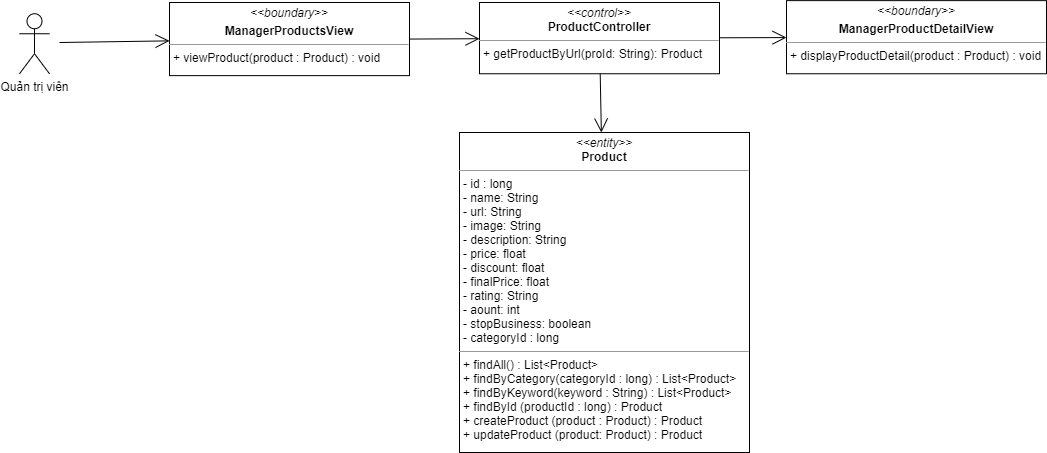 Quản trị viên
<<boundary>>
ManagerProductsView
+ viewProduct(product : Product) : void
<<control>>
ProductController
+ getProductByUrl(proId: String): Product
<<boundary>>
ManagerProductDetailView
+ displayProductDetail(product : Product) : void
<<entity>>
Product
- id : long
- name: String
- url: String
- image: String
- description: String
- price: float
- discount: float
- finalPrice: float
- rating: String
- aount: int
- stopBusiness: boolean
- categoryId : long
+ findAll() : List<Product>
+ findByCategory(categoryId : long) : List<Product>
+ findByKeyword(keyword : String) : List<Product>
+ findById (productId : long) : Product
+ createProduct (product : Product) : Product
+ updateProduct (product: Product) : Product